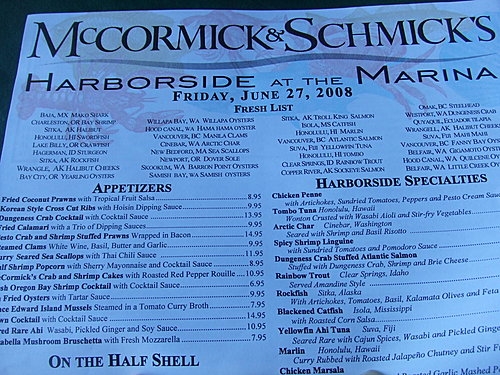 McCormick & Schmick's
Harborside at the Marina
Friday, June 27, 2008
Fresh List
Baja, MX Mako Shark
Charleston, OR Bay Shrimp
Sitka, AK Halibut
Honolulu, HI Swordfish
Lake Bluff, OR Crawfish
Hagerman, ID Sturgeon
Sitka, AK Rockfish
Wrangle, AK Halibut Cheeks
Bay City, OR Yearling Oysters
Willapa Bay, WA Willapa Oysters
Hood Canal, WA Hama Hama Oyster
Vancouver, BC Manila Clams
Cinebar, WA Arctic Char
New Bedford, MA Sea Scallops
Newport, OR Dover Sole
Skookum, WA Barron Point Oysters
Samish Bay, WA Samish Oysters
Sitka, AK Troll King Salmon
Isola, MS Catfish
Honolulu, HI Marlin
Vancouver, BC Atlantic Salmon
Suva, Fiji Yellowfin Tuna
Honolulu, HI Tombo
Clear Springs, ID Rainbow Trout
Copper River, AK Sockeye Salmon
Omak, BC Steelhead
Westport, WA Dungeness Crab
Ecuador Tilapia
Wrangell, AK Halibut Cheeks
Suva, Fiji Mahi Mahi
Vancouver, BC Fanny Bay Oysters
Belfair, WA Gigamoto Oysters
Hood Canal, WA Quilcene
Belfair, WA Little Creek
Appetizers
Fried Coconut Prawns with Tropical Fruit Salsa 8.95
Korean Style Cross Cut Ribs with Hoisin Dipping Sauce 9.95
Dungeness Crab Cocktail with Cocktail Sauce 13.95
Fried Calamari with a Trio of Dipping Sauces 9.95
Pesto Crab and Shrimp Stuffed Prawns Wrapped in Bacon 14.95
Steamed Clams White Wine, Basil, Butter and Garlic 9.95
Curry Seared Sea Scallops with Thai Chili Sauce 11.95
Shrimp Popcorn with Sherry Mayonnaise and Cocktail Sauce 8.95
McCormick's Crab and Shrimp Cakes with Roasted Red Pepper Rouille 10.95
Oregon Bay Shrimp Cocktail with Cocktail Sauce 6.95
Fried Oysters with Tartar Sauce 9.95
Edward Island Mussels Steamed in a Tomato Curry Broth 7.95
Cocktail with Cocktail Sauce 14.95
Rare Ahi Wasabi, Pickled Ginger and Soy Sauce 10.95
Mushroom Bruschetta with Fresh Mozzarella 7.95
On the Half Shell
Harborside Specialties
Chicken Penne
with Artichokes, Sundried Tomatoes, Peppers and Pesto Cream Sauce
Tombo Tuna Honolulu, Hawaii
Wonton Crusted with Wasabi Aioli and Stir-fry Vegetables
Arctic Char Cinebar, Washington
Seared with Shrimp and Basil Risotto
Spicy Shrimp Linguine
with Sundried Tomatoes and Pomodoro Sauce
Dungeness Crab Stuffed Atlantic Salmon
Stuffed with Dungeness Crab, Shrimp and Brie Cheese
Rainbow Trout Clear Springs, Idaho
Served Amandine Style
Rockfish Sitka, Alaska
With Artichokes, Tomatoes, Basil, Kalamata Olives and Feta
Blackened Catfish Isola, Mississippi
with Roasted Corn Salsa
Yellowfin Ahi Tuna Suva, Fiji
Seared Rare with Cajun Spices, Wasabi and Pickled Ginger
Marlin Honolulu, Hawaii
Curry Rubbed with Roasted Jalapeño Chutney and Stir
Chicken Marsala
Roasted Garlic Mashed